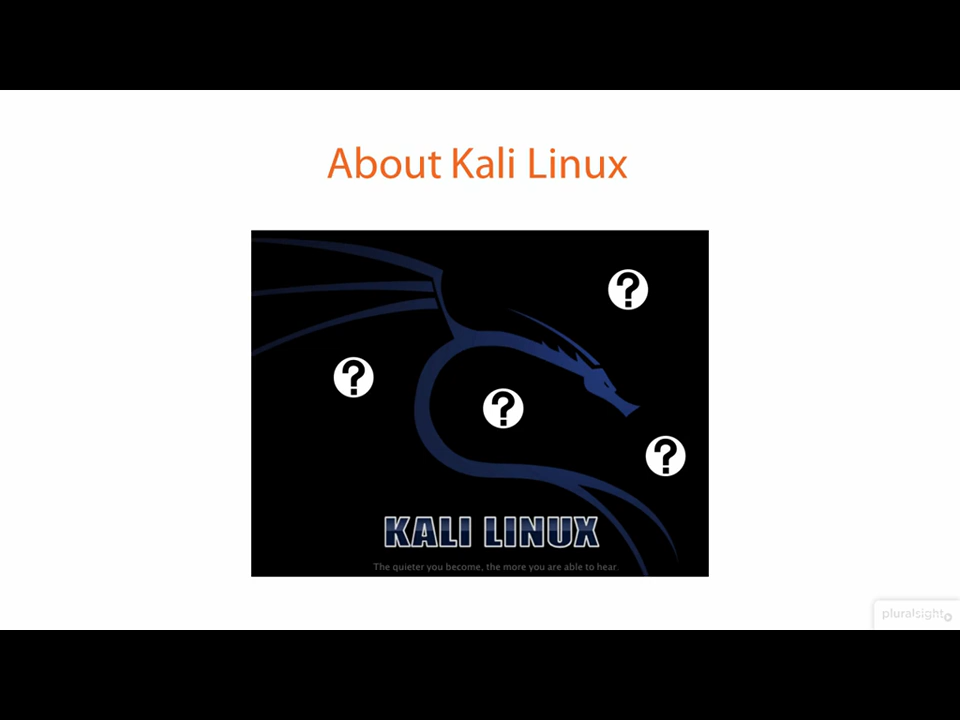 About Kali Linux
?
?
?
?
KALI LINUX
The quieter you become, the more you are able to hear.
pluralsight